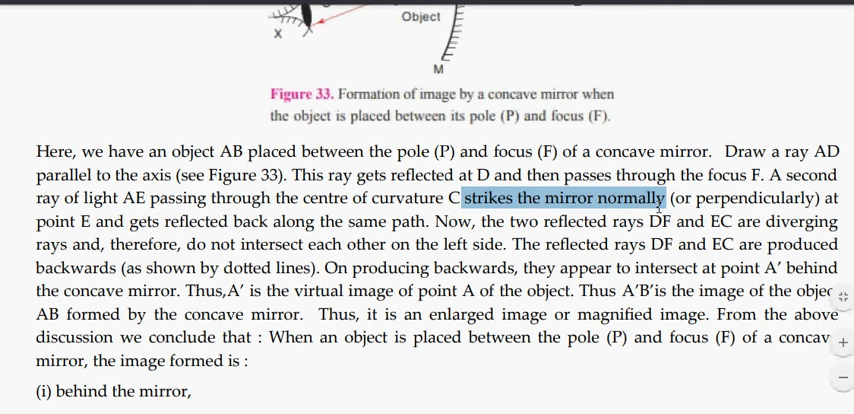 Object
X
M
Figure 33. Formation of image by a concave mirror when
the object is placed between its pole (P) and focus (F).
Here, we have an object AB placed between the pole (P) and focus (F) of a concave mirror. Draw a ray AD
parallel to the axis (see Figure 33). This ray gets reflected at D and then passes through the focus F. A second
ray of light AE passing through the centre of curvature C strikes the mirror normally (or perpendicularly) at
point E and gets reflected back along the same path. Now, the two reflected rays DF and EC are diverging
rays and, therefore, do not intersect each other on the left side. The reflected rays DF and EC are produced
backwards (as shown by dotted lines). On producing backwards, they appear to intersect at point A’ behind
the concave mirror. Thus,A’ is the virtual image of point A of the object. Thus A’B’is the image of the objec
AB formed by the concave mirror. Thus, it is an enlarged image or magnified image. From the above
discussion we conclude that : When an object is placed between the pole (P) and focus (F) of a concav
mirror, the image formed is :
(i) behind the mirror,